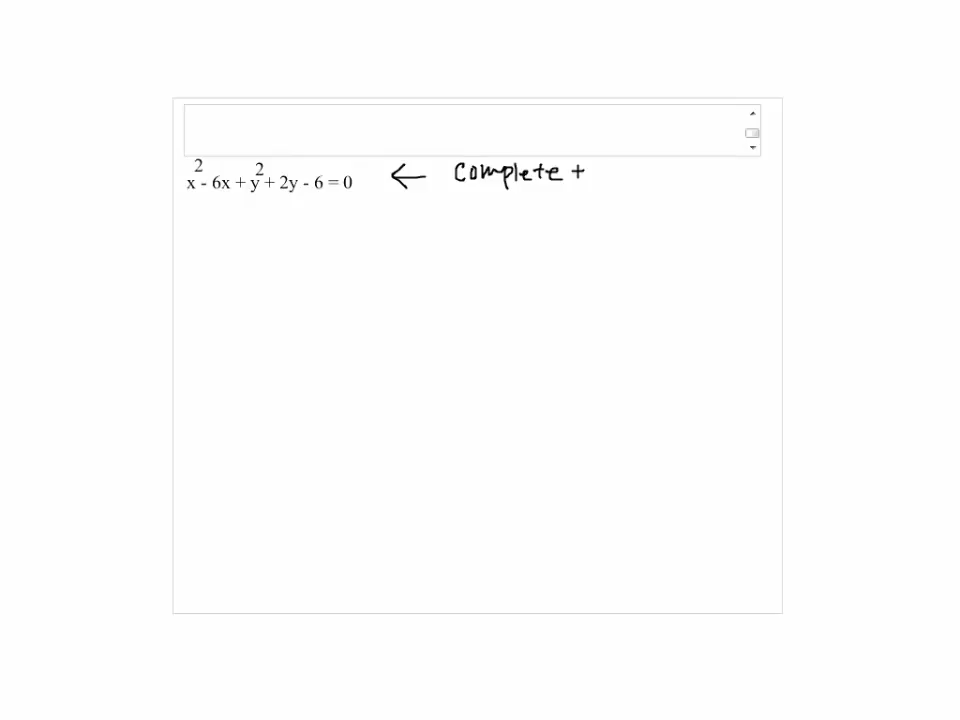 x² - 6x + y² + 2y - 6 = 0 ← Complete t